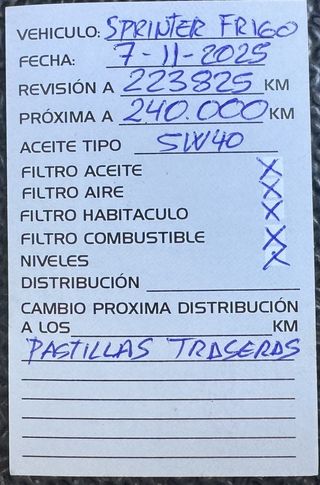 VEHICULO: SPRINTER FRIGO
FECHA: 7-11-2025
REVISIÓN A 223825 KM
PRÓXIMA A 240.000 KM
ACEITE TIPO 5W40
FILTRO ACEITE X
FILTRO AIRE X
FILTRO HABITACULO X
FILTRO COMBUSTIBLE X
NIVELES X
DISTRIBUCIÓN
CAMBIO PROXIMA DISTRIBUCIÓN
A LOS KM
PASTILLAS TRASERAS